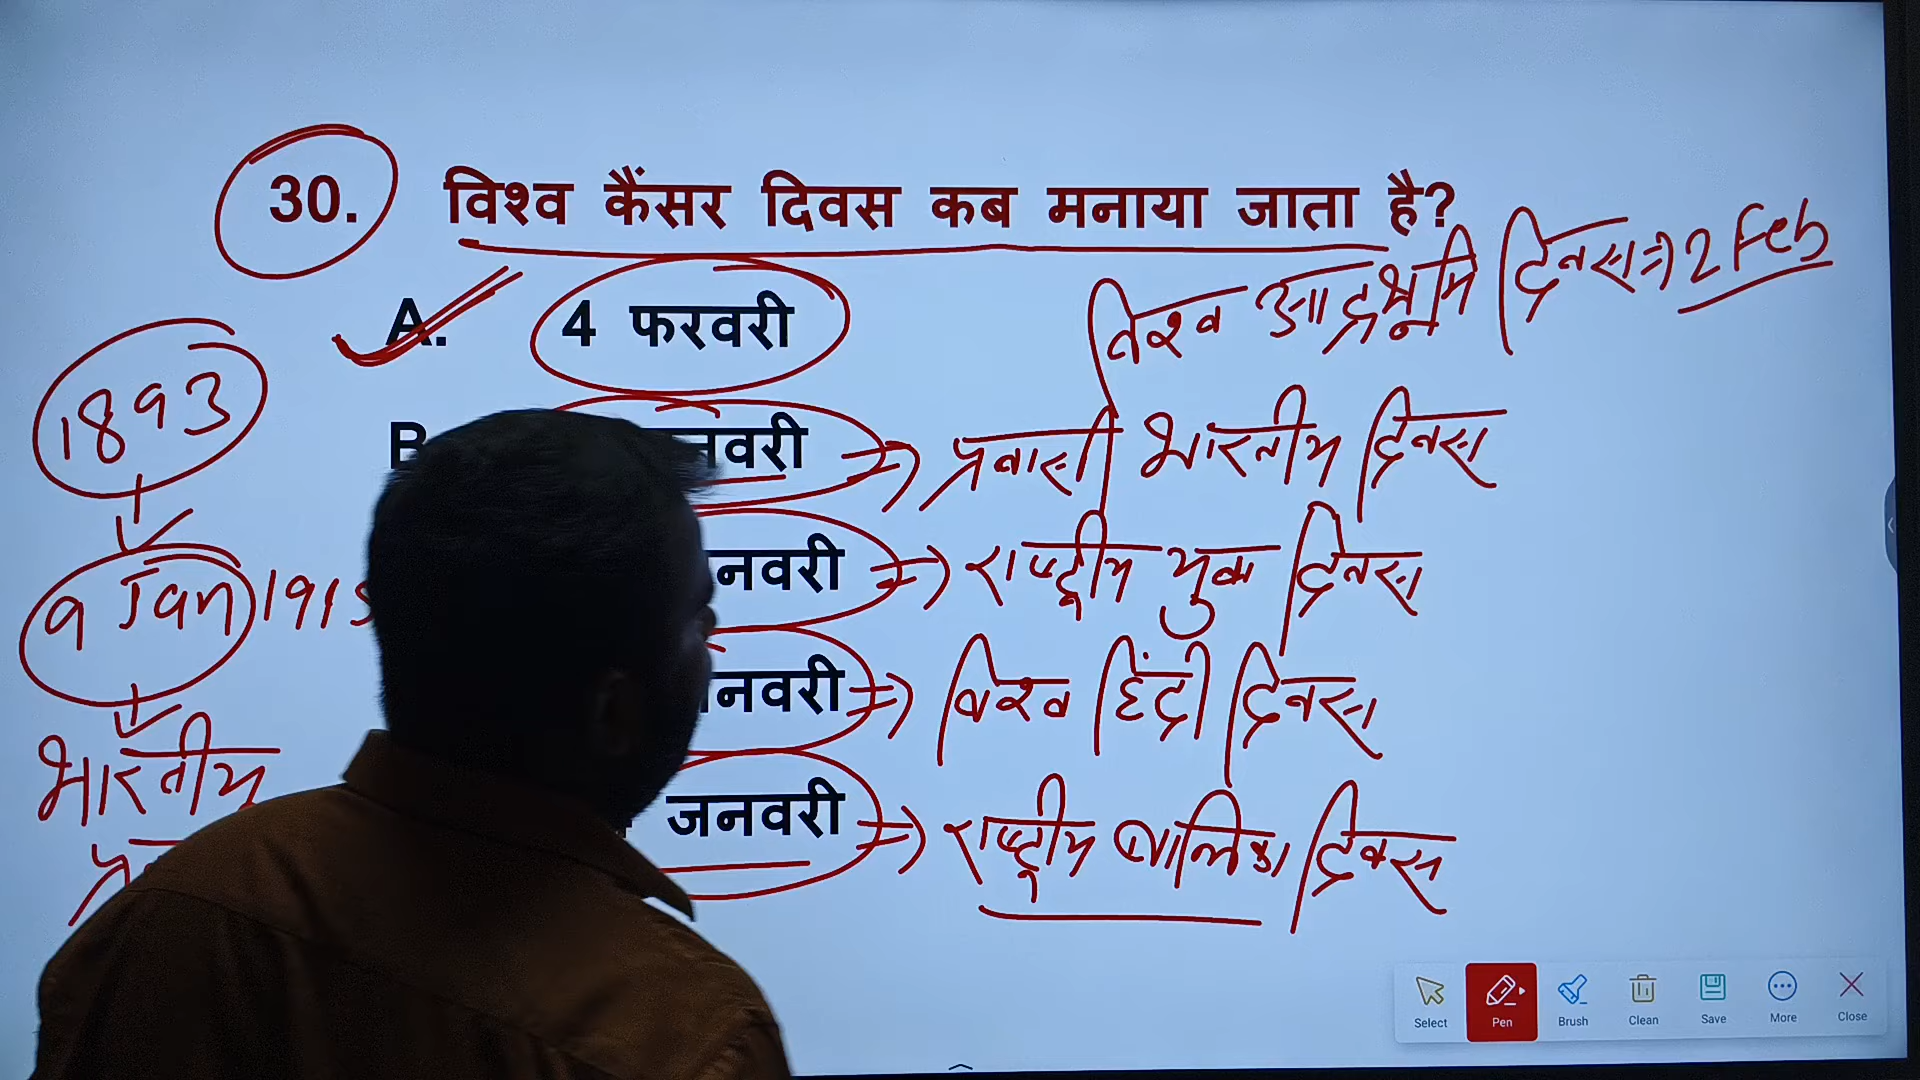 30. विश्व कैंसर दिवस कब मनाया जाता है?
विश्व आद्रभूमि दिवस⇒ 2 Feb
A. 4 फरवरी
1893
B नवरी ⇒ प्रवासी भारतीय दिवस
9 Jan 1915
नवरी ⇒ राष्ट्रीय युवा दिवस
नवरी ⇒ विश्व हिंदी दिवस
भारतीय
जनवरी ⇒ राष्ट्रीय बालिका दिवस
Select Pen Brush Clean Save More Close